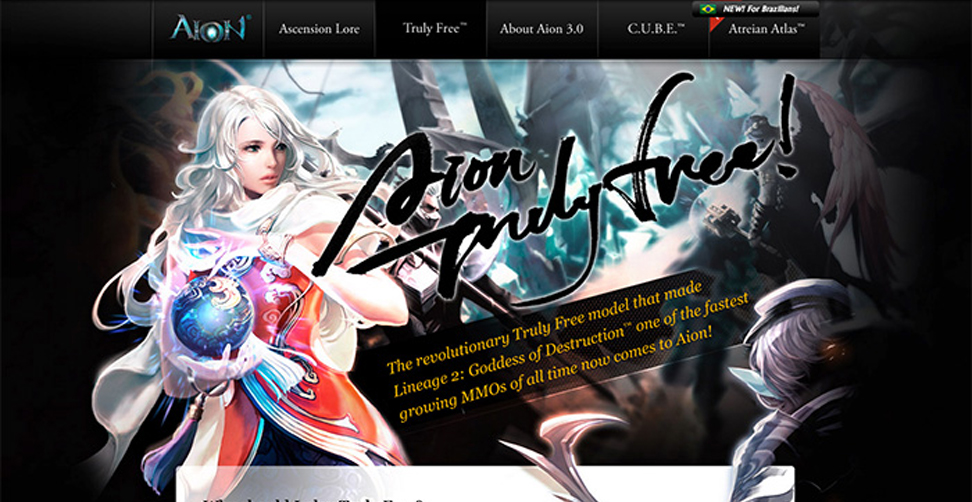 NEW! For Brazilians!
AION
Ascension Lore
Truly Free™
About Aion 3.0
C.U.B.E.™
Atreian Atlas™
Aion
truly free!
The revolutionary Truly Free model that made
Lineage 2: Goddess of Destruction™ one of the fastest
growing MMOs of all time now comes to Aion!